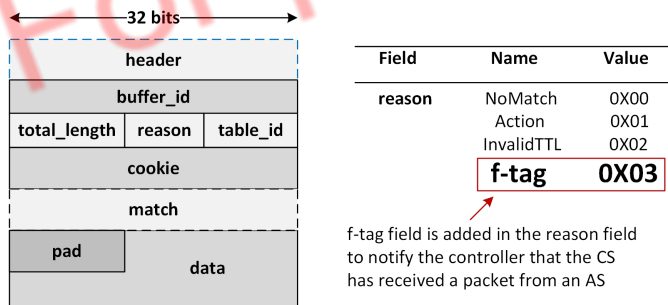 32 bits
header
buffer_id
total_length reason table_id
cookie
match
pad
data
Field Name Value
reason NoMatch 0X00
Action 0X01
InvalidTTL 0X02
f-tag 0X03
f-tag field is added in the reason field
to notify the controller that the CS
has received a packet from an AS